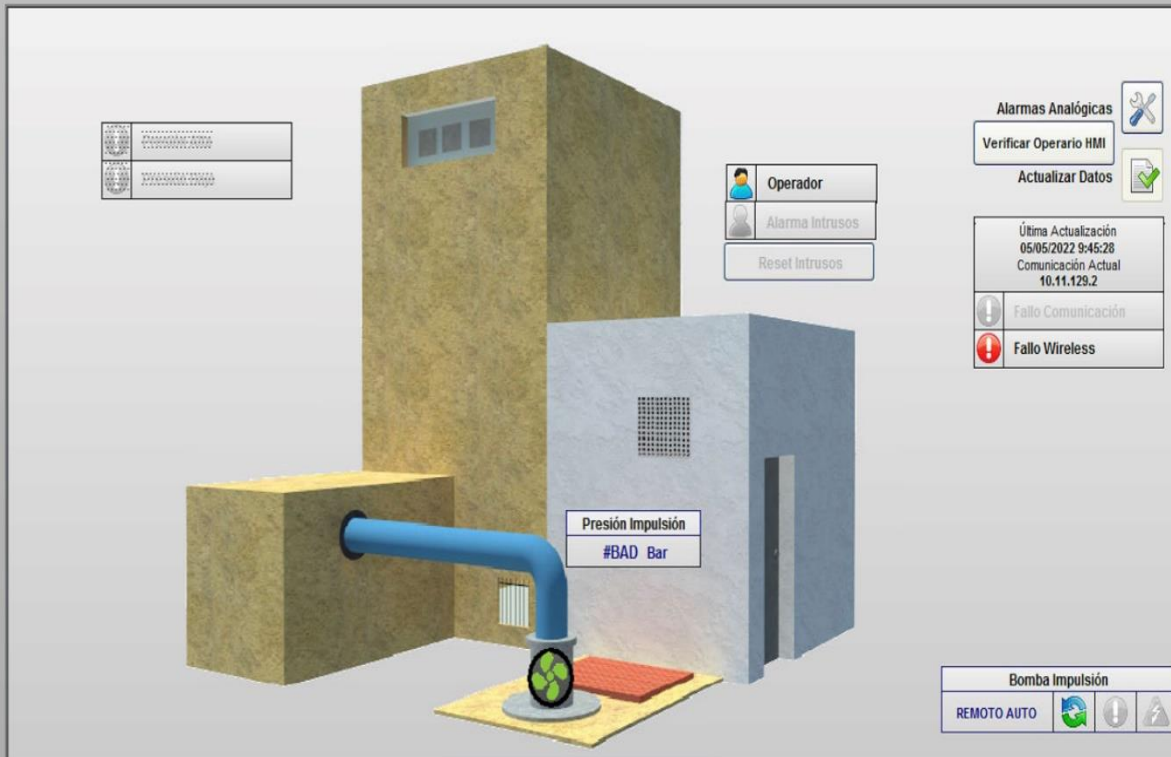 Alarmas Analógicas
Verificar Operario HMI
Actualizar Datos
Operador
Alarma Intrusos
Reset Intrusos
Última Actualización
05/05/2022 9:45:28
Comunicación Actual
10.11.129.2
Fallo Comunicación
Fallo Wireless
Presión Impulsión
#BAD Bar
Bomba Impulsión
REMOTO AUTO